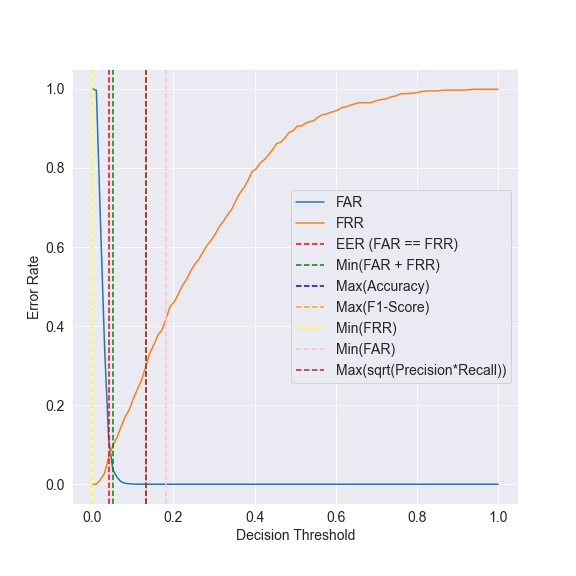 1.0
0.8
0.6
0.4
0.2
0.0
Error Rate
FAR
FRR
EER (FAR == FRR)
Min(FAR + FRR)
Max(Accuracy)
Max(F1-Score)
Min(FRR)
Min(FAR)
Max(sqrt(Precision*Recall))
0.0 0.2 0.4 0.6 0.8 1.0
Decision Threshold